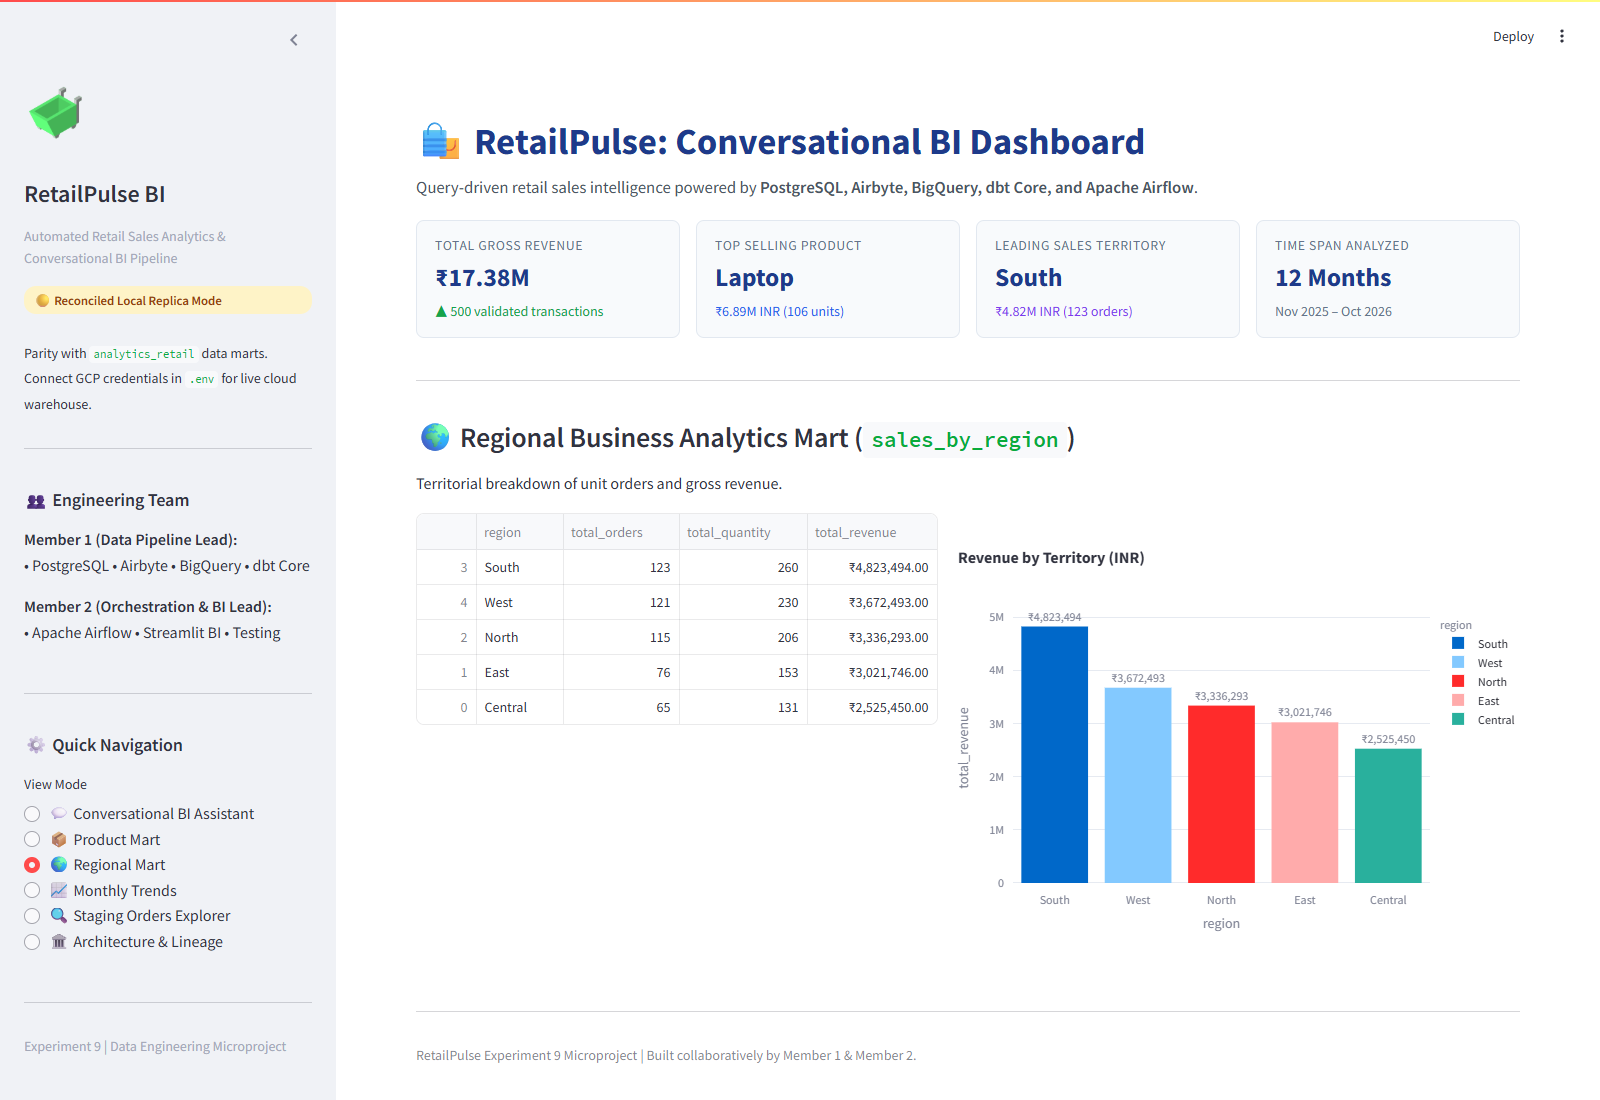 Deploy
RetailPulse BI
Automated Retail Sales Analytics &
Conversational BI Pipeline
Reconciled Local Replica Mode
Parity with analytics_retail data marts.
Connect GCP credentials in .env for live cloud
warehouse.
Engineering Team
Member 1 (Data Pipeline Lead):
• PostgreSQL • Airbyte • BigQuery • dbt Core
Member 2 (Orchestration & BI Lead):
• Apache Airflow • Streamlit BI • Testing
Quick Navigation
View Mode
Conversational BI Assistant
Product Mart
Regional Mart
Monthly Trends
Staging Orders Explorer
Architecture & Lineage
Experiment 9 | Data Engineering Microproject
RetailPulse: Conversational BI Dashboard
Query-driven retail sales intelligence powered by PostgreSQL, Airbyte, BigQuery, dbt Core, and Apache Airflow.
TOTAL GROSS REVENUE
₹17.38M
▲ 500 validated transactions
TOP SELLING PRODUCT
Laptop
₹6.89M INR (106 units)
LEADING SALES TERRITORY
South
₹4.82M INR (123 orders)
TIME SPAN ANALYZED
12 Months
Nov 2025 – Oct 2026
Regional Business Analytics Mart ( sales_by_region )
Territorial breakdown of unit orders and gross revenue.
region total_orders total_quantity total_revenue
3 South 123 260 ₹4,823,494.00
4 West 121 230 ₹3,672,493.00
2 North 115 206 ₹3,336,293.00
1 East 76 153 ₹3,021,746.00
0 Central 65 131 ₹2,525,450.00
Revenue by Territory (INR)
total_revenue
5M
4M
3M
2M
1M
0
₹4,823,494
₹3,672,493
₹3,336,293
₹3,021,746
₹2,525,450
South West North East Central
region
region
South
West
North
East
Central
RetailPulse Experiment 9 Microproject | Built collaboratively by Member 1 & Member 2.